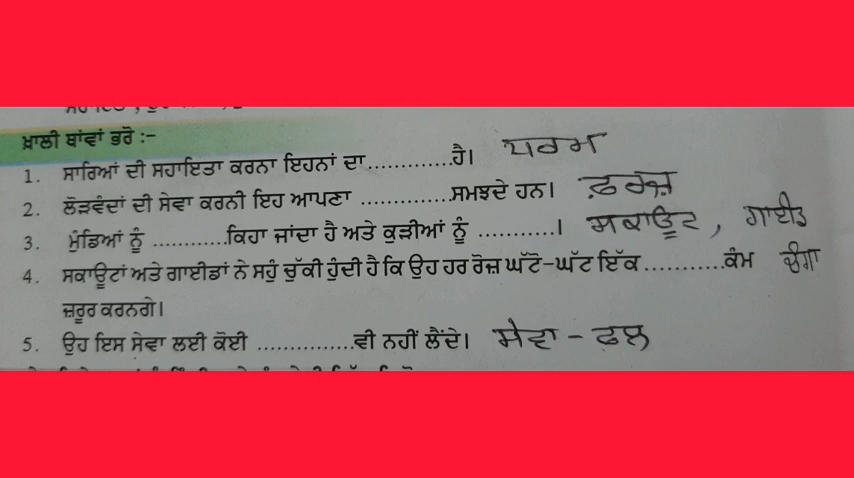 ਖ਼ਾਲੀ ਥਾਂਵਾਂ ਭਰੋ :-
1. ਸਾਰਿਆਂ ਦੀ ਸਹਾਇਤਾ ਕਰਨਾ ਇਹਨਾਂ ਦਾ.............ਹੈ। ਧਰਮ
2. ਲੋੜਵੰਦਾਂ ਦੀ ਸੇਵਾ ਕਰਨੀ ਇਹ ਆਪਣਾ ..............ਸਮਝਦੇ ਹਨ। ਫ਼ਰਜ਼
3. ਮੁੰਡਿਆਂ ਨੂੰ ............ਕਿਹਾ ਜਾਂਦਾ ਹੈ ਅਤੇ ਕੁੜੀਆਂ ਨੂੰ ............। ਸਕਾਊਟ , ਗਾਈਡ
4. ਸਕਾਊਟਾਂ ਅਤੇ ਗਾਈਡਾਂ ਨੇ ਸਹੁੰ ਚੁੱਕੀ ਹੁੰਦੀ ਹੈ ਕਿ ਉਹ ਹਰ ਰੋਜ਼ ਘੱਟੋ-ਘੱਟ ਇੱਕ ............ਕੰਮ ਚੰਗਾ
ਜ਼ਰੂਰ ਕਰਨਗੇ।
5. ਉਹ ਇਸ ਸੇਵਾ ਲਈ ਕੋਈ ...............ਵੀ ਨਹੀਂ ਲੈਂਦੇ। ਸੇਵਾ - ਫਲ